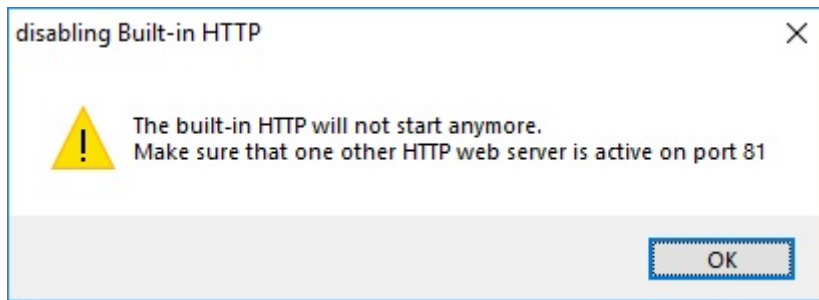 disabling Built-in HTTP
The built-in HTTP will not start anymore.
Make sure that one other HTTP web server is active on port 81
OK